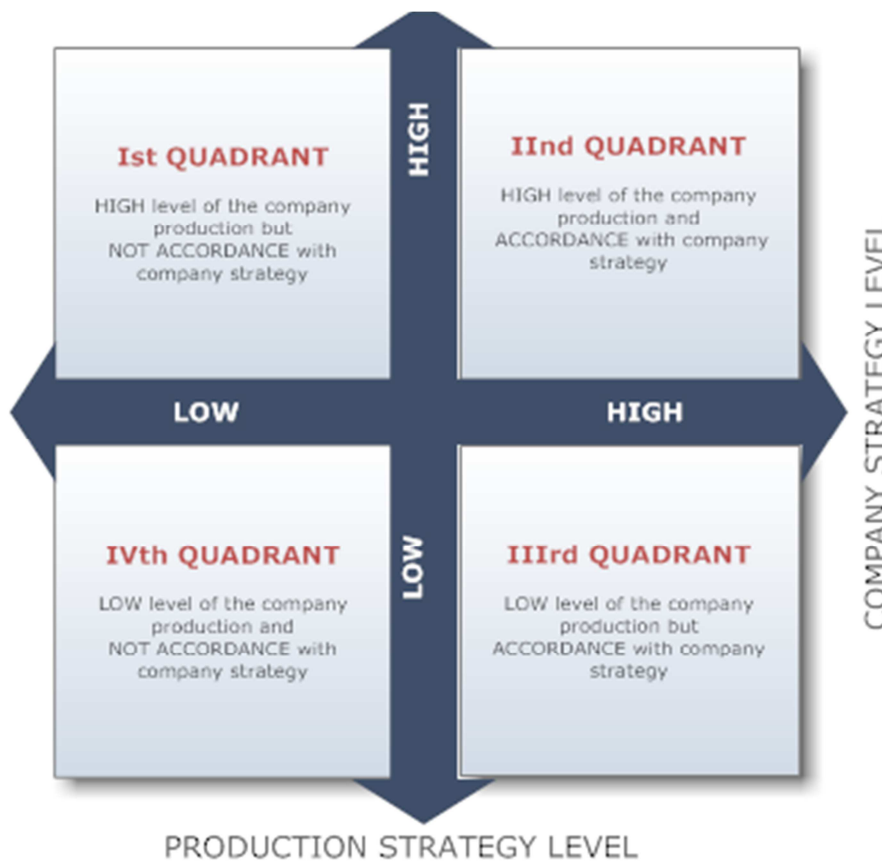 Ist QUADRANT
HIGH level of the company
production but
NOT ACCORDANCE with
company strategy
HIGH
IInd QUADRANT
HIGH level of the company
production and
ACCORDANCE with company
strategy
LOW
HIGH
IVth QUADRANT
LOW level of the company
production and
NOT ACCORDANCE with
company strategy
LOW
IIIrd QUADRANT
LOW level of the company
production but
ACCORDANCE with company
strategy
COMPANY STRATEGY LEVEL
PRODUCTION STRATEGY LEVEL